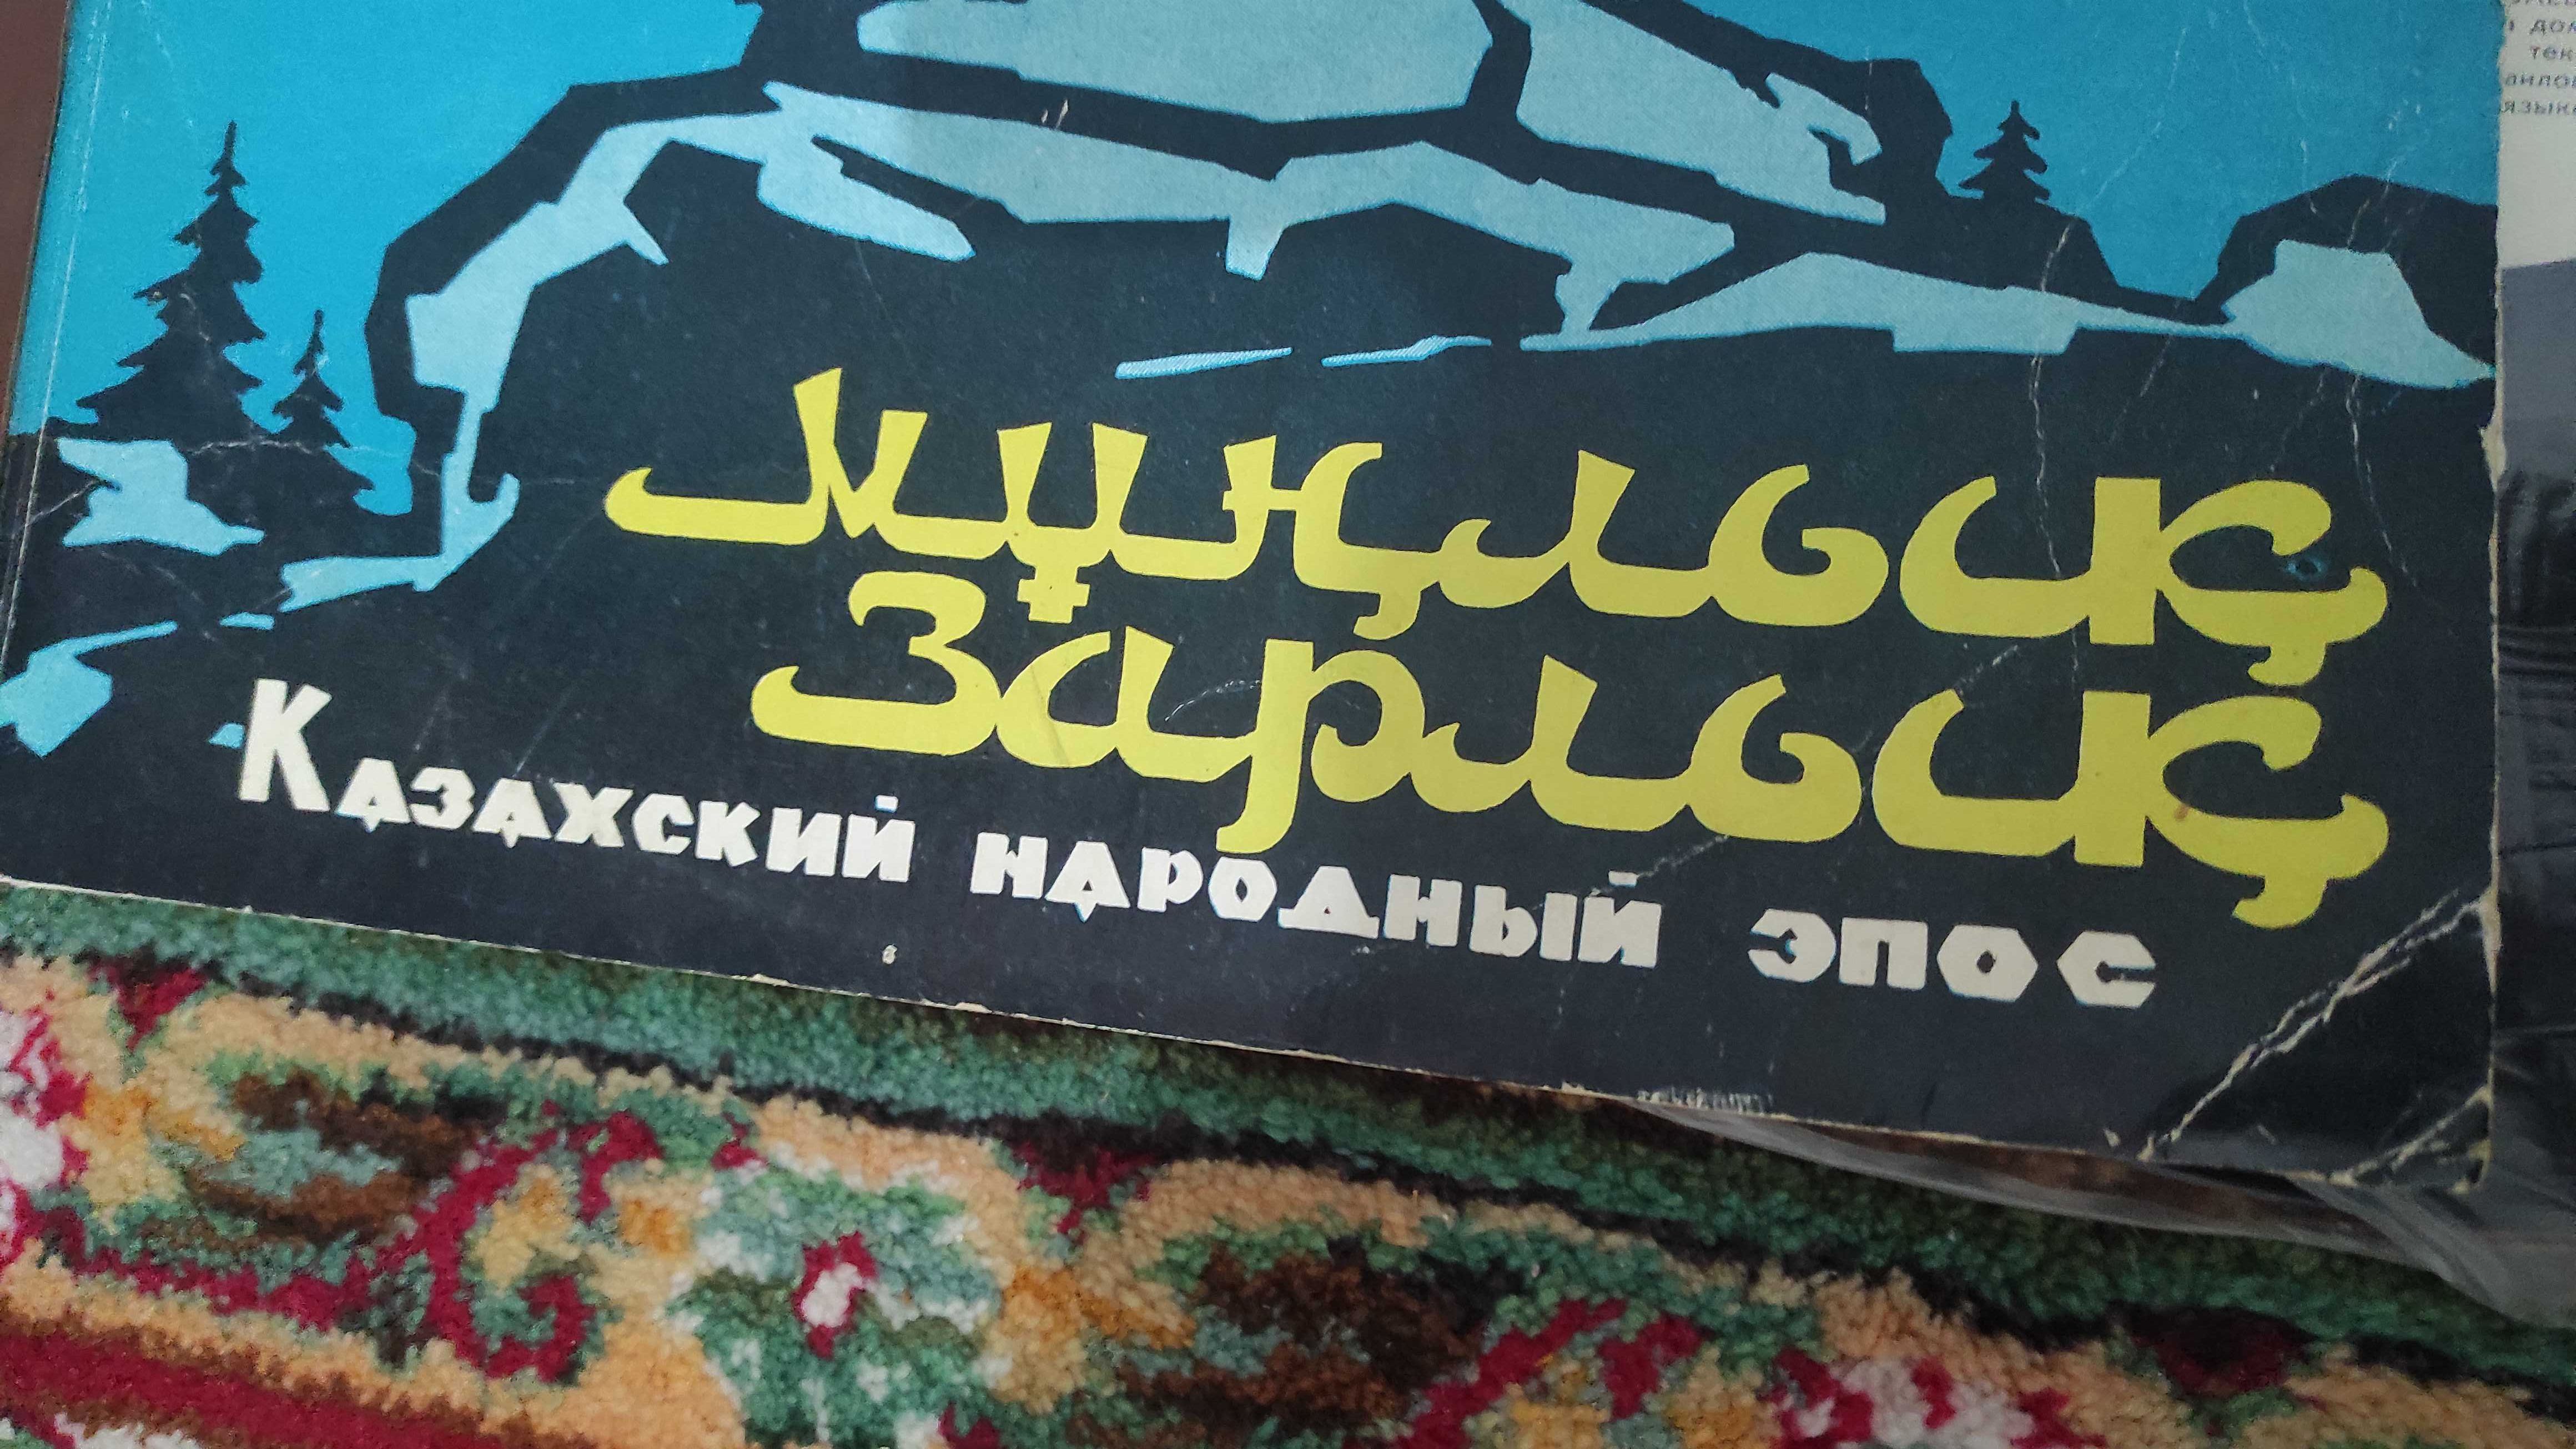 Мұңлық
Зарлық
Казахский народный эпос